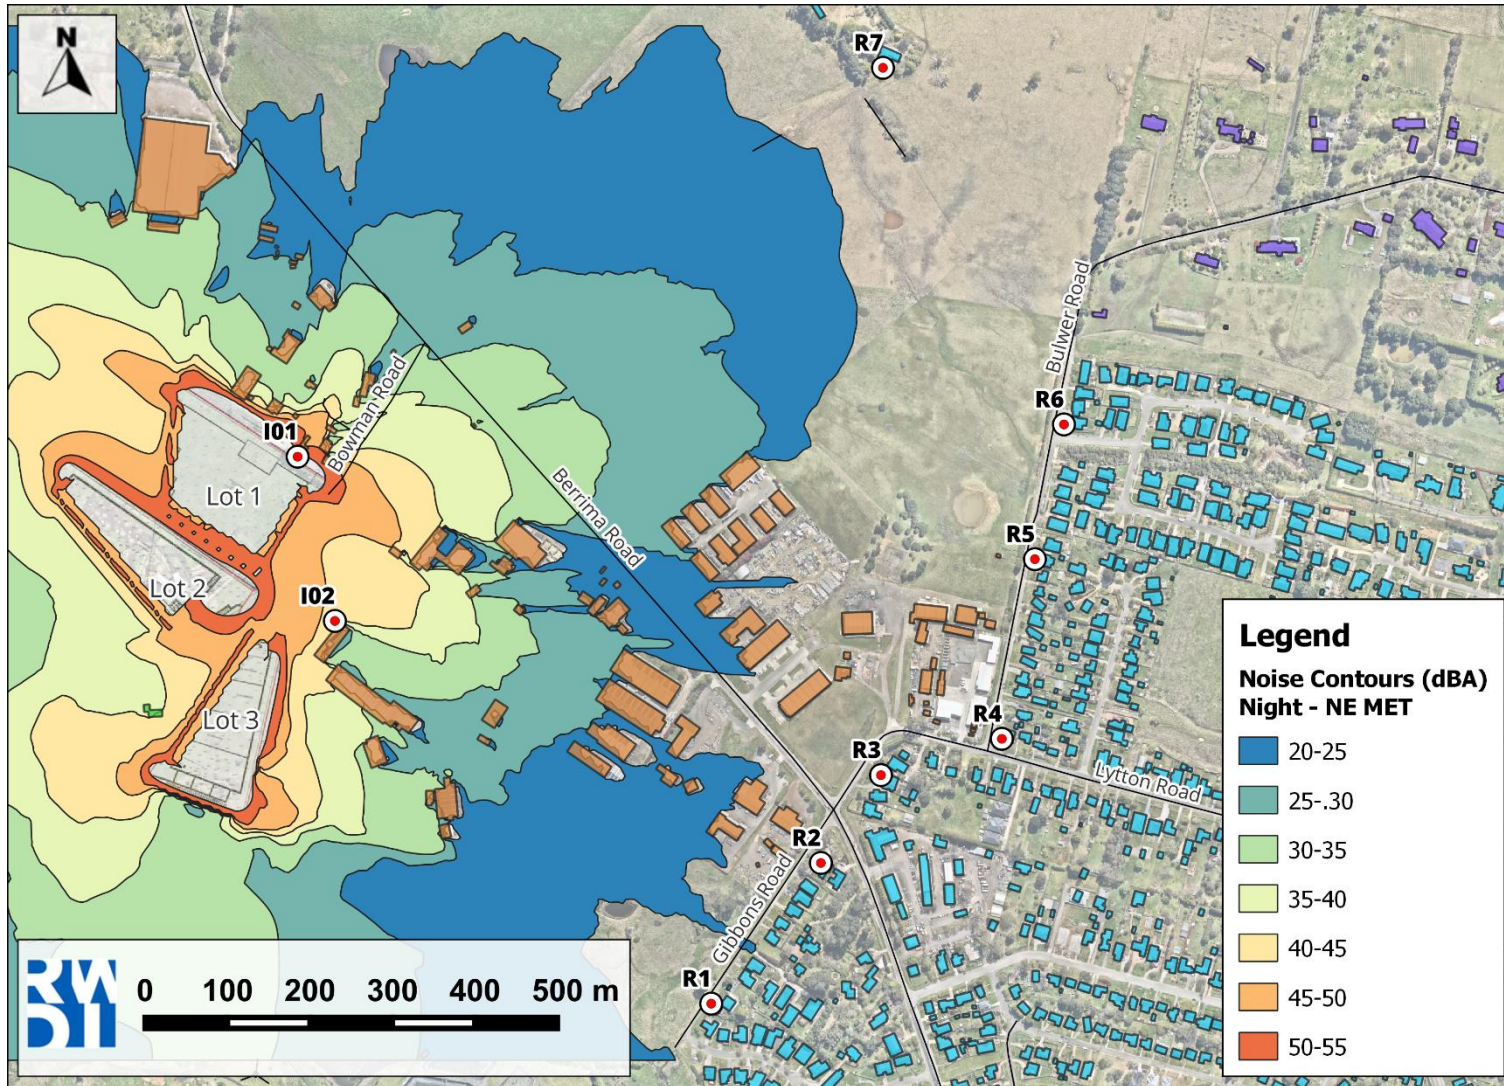 N
R7
Bulwer Road
R6
Bowman Road
I01
Lot 1
Berrima Road
R5
Lot 2
I02
Lot 3
R4
R3
Lytton Road
R2
Gibbons Road
R1
RWDI
0 100 200 300 400 500 m
Legend
Noise Contours (dBA)
Night - NE MET
20-25
25-.30
30-35
35-40
40-45
45-50
50-55